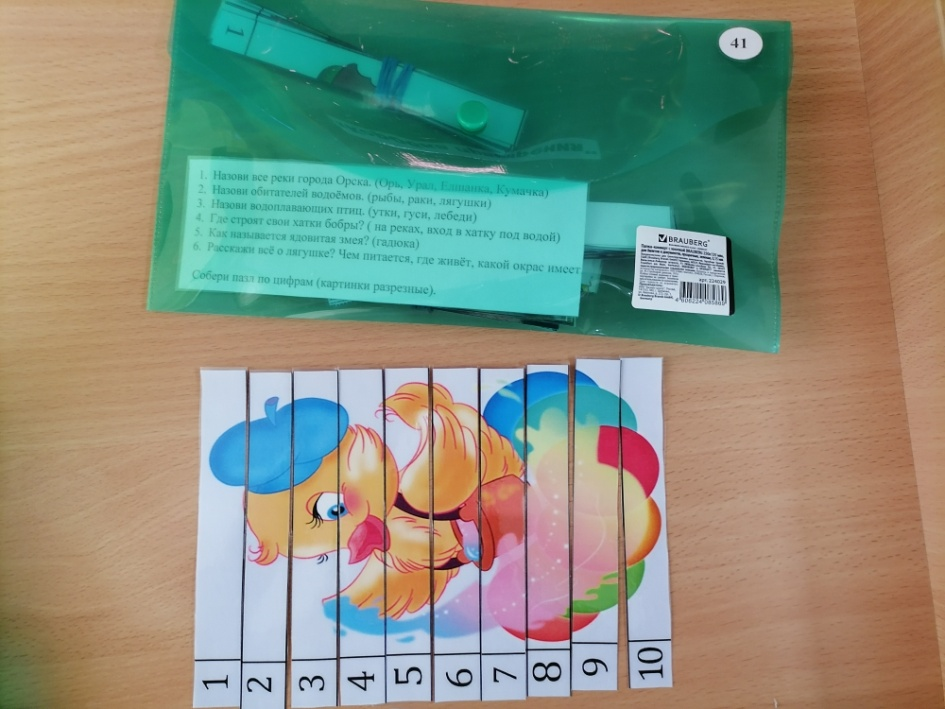 1
41
1. Назови все реки города Орска. (Орь, Урал, Елшанка, Кумачка)
2. Назови обитателей водоёмов. (рыбы, раки, лягушки)
3. Назови водоплавающих птиц. (утки, гуси, лебеди)
4. Где строят свои хатки бобры? ( на реках, вход в хатку под водой)
5. Как называется ядовитая змея? (гадюка)
6. Расскажи всё о лягушке? Чем питается, где живёт, какой окрас имеет
Собери пазл по цифрам (картинки разрезные).
BRAUBERG
1 2 3 4 5 6 7 8 9 10